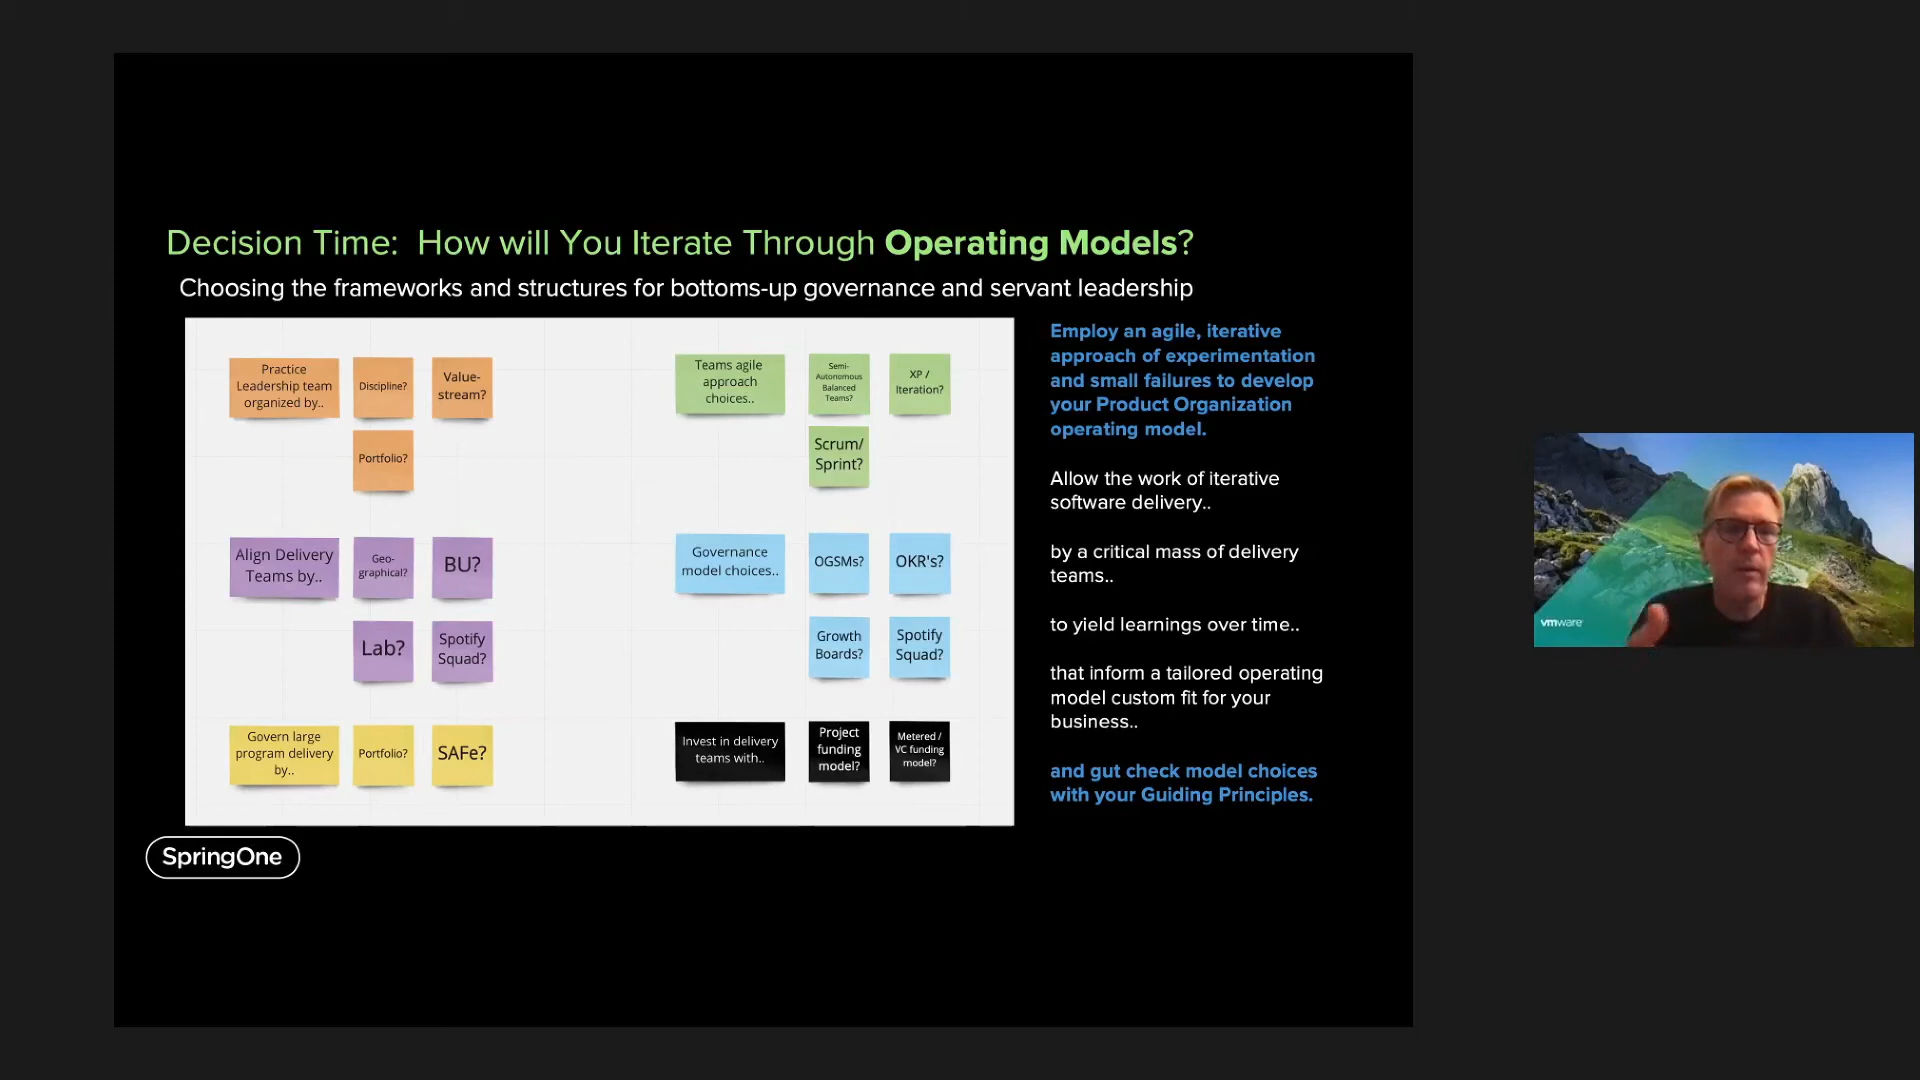 Decision Time:  How will You Iterate Through Operating Models?
Choosing the frameworks and structures for bottoms-up governance and servant leadership
Practice
Leadership team
organized by..
Discipline?
Value-
stream?
Portfolio?
Teams agile
approach
choices..
Semi-
Autonomous
Balanced
Teams?
XP /
Iteration?
Scrum/
Sprint?
Align Delivery
Teams by..
Geo-
graphical?
BU?
Lab?
Spotify
Squad?
Governance
model choices..
OGSMs?
OKR's?
Growth
Boards?
Spotify
Squad?
Govern large
program delivery
by..
Portfolio?
SAFe?
Invest in delivery
teams with..
Project
funding
model?
Metered /
VC funding
model?
Employ an agile, iterative
approach of experimentation
and small failures to develop
your Product Organization
operating model.
Allow the work of iterative
software delivery..
by a critical mass of delivery
teams..
to yield learnings over time..
that inform a tailored operating
model custom fit for your
business..
and gut check model choices
with your Guiding Principles.
SpringOne
vmware